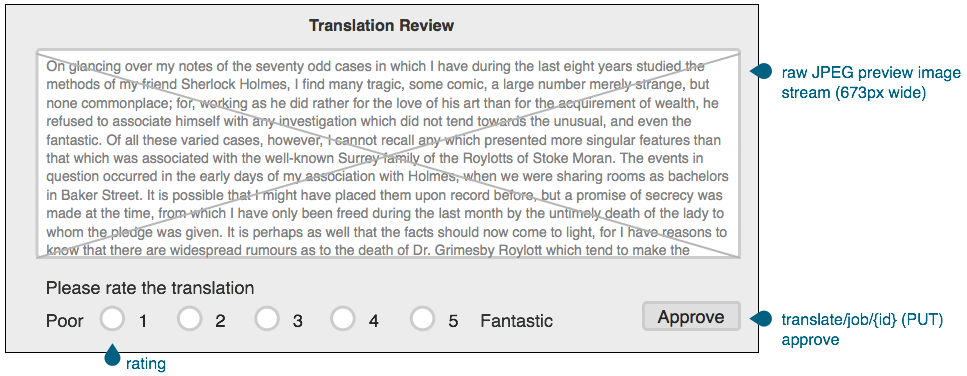 Translation Review
On glancing over my notes of the seventy odd cases in which I have during the last eight years studied the
methods of my friend Sherlock Holmes, I find many tragic, some comic, a large number merely strange, but
none commonplace; for, working as he did rather for the love of his art than for the acquirement of wealth, he
refused to associate himself with any investigation which did not tend towards the unusual, and even the
fantastic. Of all these varied cases, however, I cannot recall any which presented more singular features than
that which was associated with the well-known Surrey family of the Roylotts of Stoke Moran. The events in
question occurred in the early days of my association with Holmes, when we were sharing rooms as bachelors
in Baker Street. It is possible that I might have placed them upon record before, but a promise of secrecy was
made at the time, from which I have only been freed during the last month by the untimely death of the lady to
whom the pledge was given. It is perhaps as well that the facts should now come to light, for I have reasons to
know that there are widespread rumours as to the death of Dr. Grimesby Roylott which tend to make the
raw JPEG preview image
stream (673px wide)
Please rate the translation
Poor 1 2 3 4 5 Fantastic
Approve
translate/job/{id} (PUT)
approve
rating